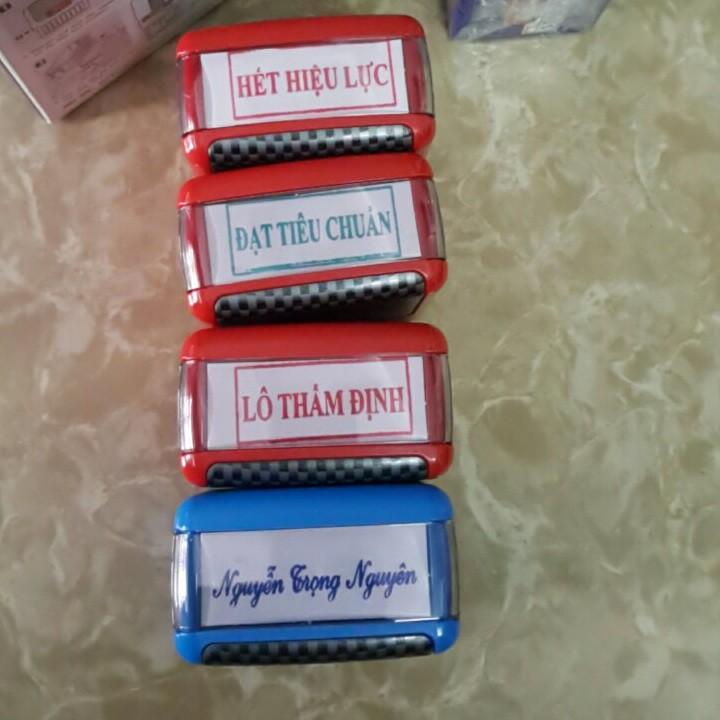 HẾT HIỆU LỰC
ĐẠT TIÊU CHUẨN
LÔ THẨM ĐỊNH
Nguyễn Trọng Nguyên